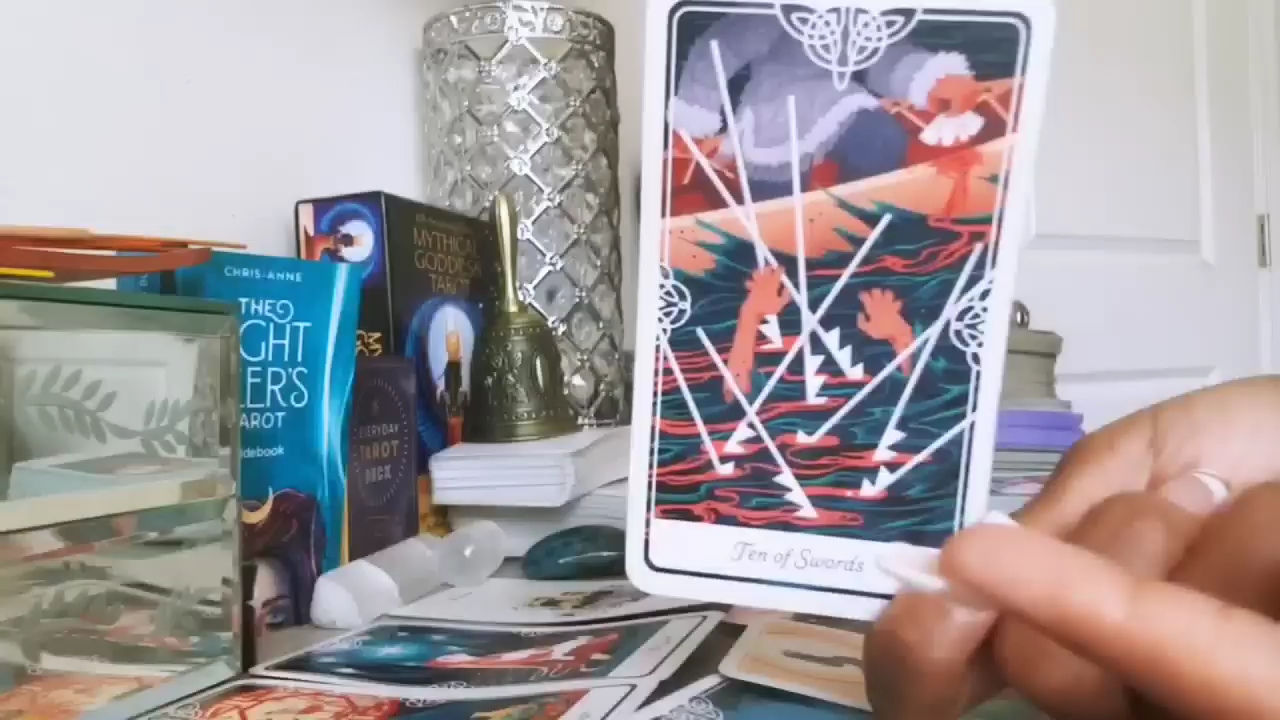 CHRIS-ANNE
THE
GHT
LER'S
AROT
idebook
MYTHICAL
GODDESS
TAROT
EVERYDAY
TAROT
DECK
Ten of Swords